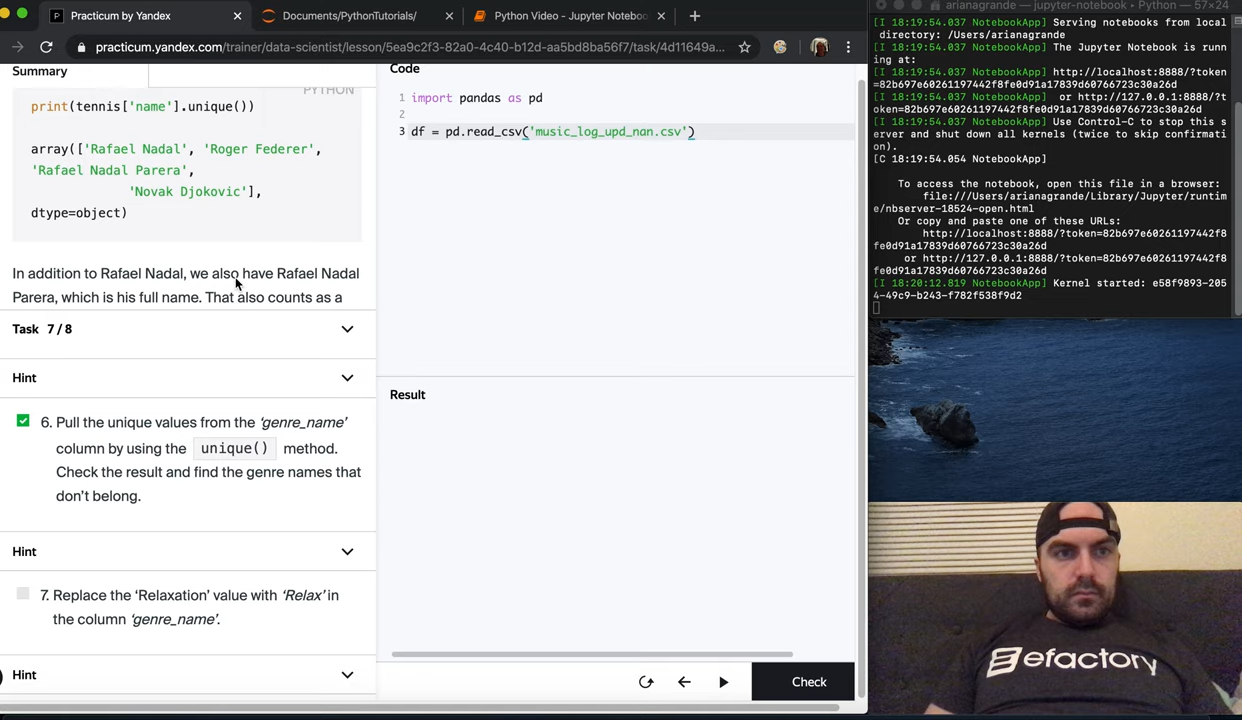 Practicum by Yandex
Documents/PythonTutorials/
Python Video - Jupyter Noteboo
practicum.yandex.com/trainer/data-scientist/lesson/5ea9c2f3-82a0-4c40-b12d-aa5bd8ba56f7/task/4d11649a...
Summary
PYTHON
print(tennis['name'].unique())
array(['Rafael Nadal', 'Roger Federer',
'Rafael Nadal Parera',
'Novak Djokovic'],
dtype=object)
In addition to Rafael Nadal, we also have Rafael Nadal
Parera, which is his full name. That also counts as a
Task 7 / 8
Hint
6. Pull the unique values from the 'genre_name'
column by using the unique() method.
Check the result and find the genre names that
don't belong.
Hint
7. Replace the 'Relaxation' value with 'Relax' in
the column 'genre_name'.
Hint
Code
1 import pandas as pd
2
3 df = pd.read_csv('music_log_upd_nan.csv')
Result
Check
arianagrande — jupyter-notebook • Python — 57×24
[I 18:19:54.037 NotebookApp] Serving notebooks from local
directory: /Users/arianagrande
[I 18:19:54.037 NotebookApp] The Jupyter Notebook is runn
ing at:
[I 18:19:54.037 NotebookApp] http://localhost:8888/?token
=82b697e60261197442f8fe0d91a17839d60766723c30a26d
[I 18:19:54.037 NotebookApp]  or http://127.0.0.1:8888/?t
oken=82b697e60261197442f8fe0d91a17839d60766723c30a26d
[I 18:19:54.037 NotebookApp] Use Control-C to stop this s
erver and shut down all kernels (twice to skip confirmati
on).
[C 18:19:54.054 NotebookApp]
To access the notebook, open this file in a browser:
file:///Users/arianagrande/Library/Jupyter/runtim
e/nbserver-18524-open.html
Or copy and paste one of these URLs:
http://localhost:8888/?token=82b697e60261197442f8
fe0d91a17839d60766723c30a26d
or http://127.0.0.1:8888/?token=82b697e60261197442f8
fe0d91a17839d60766723c30a26d
[I 18:20:12.819 NotebookApp] Kernel started: e58f9893-205
4-49c9-b243-f782f538f9d2
efactory